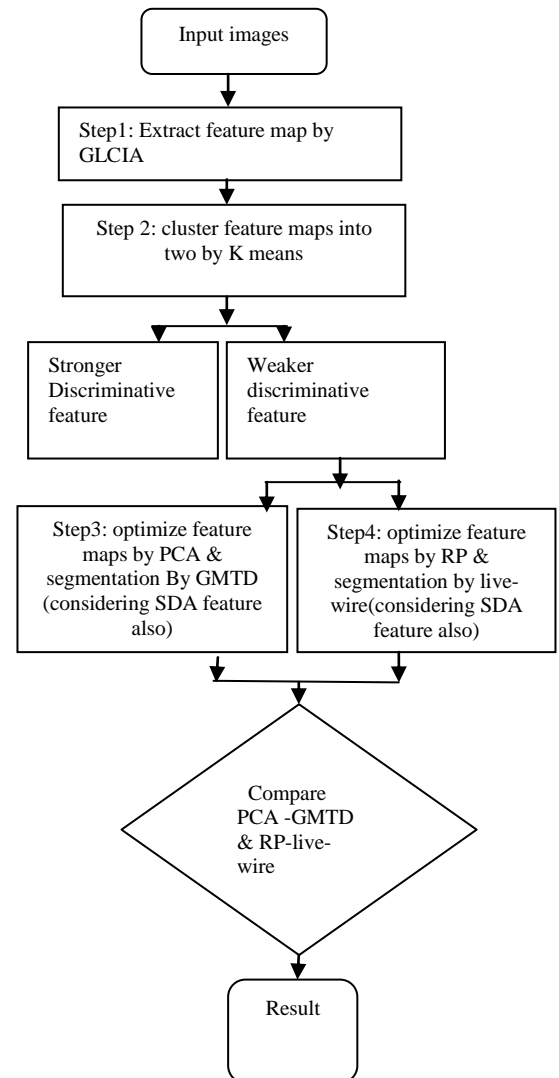 Input images
Step1: Extract feature map by
GLCIA
Step 2: cluster feature maps into
two by K means
Stronger
Discriminative
feature
Weaker
discriminative
feature
Step3: optimize feature
maps by PCA &
segmentation By GMTD
(considering SDA feature
also)
Step4: optimize feature
maps by RP &
segmentation by live-
wire(considering SDA
feature also)
Compare
PCA -GMTD
& RP-live-
wire
Result